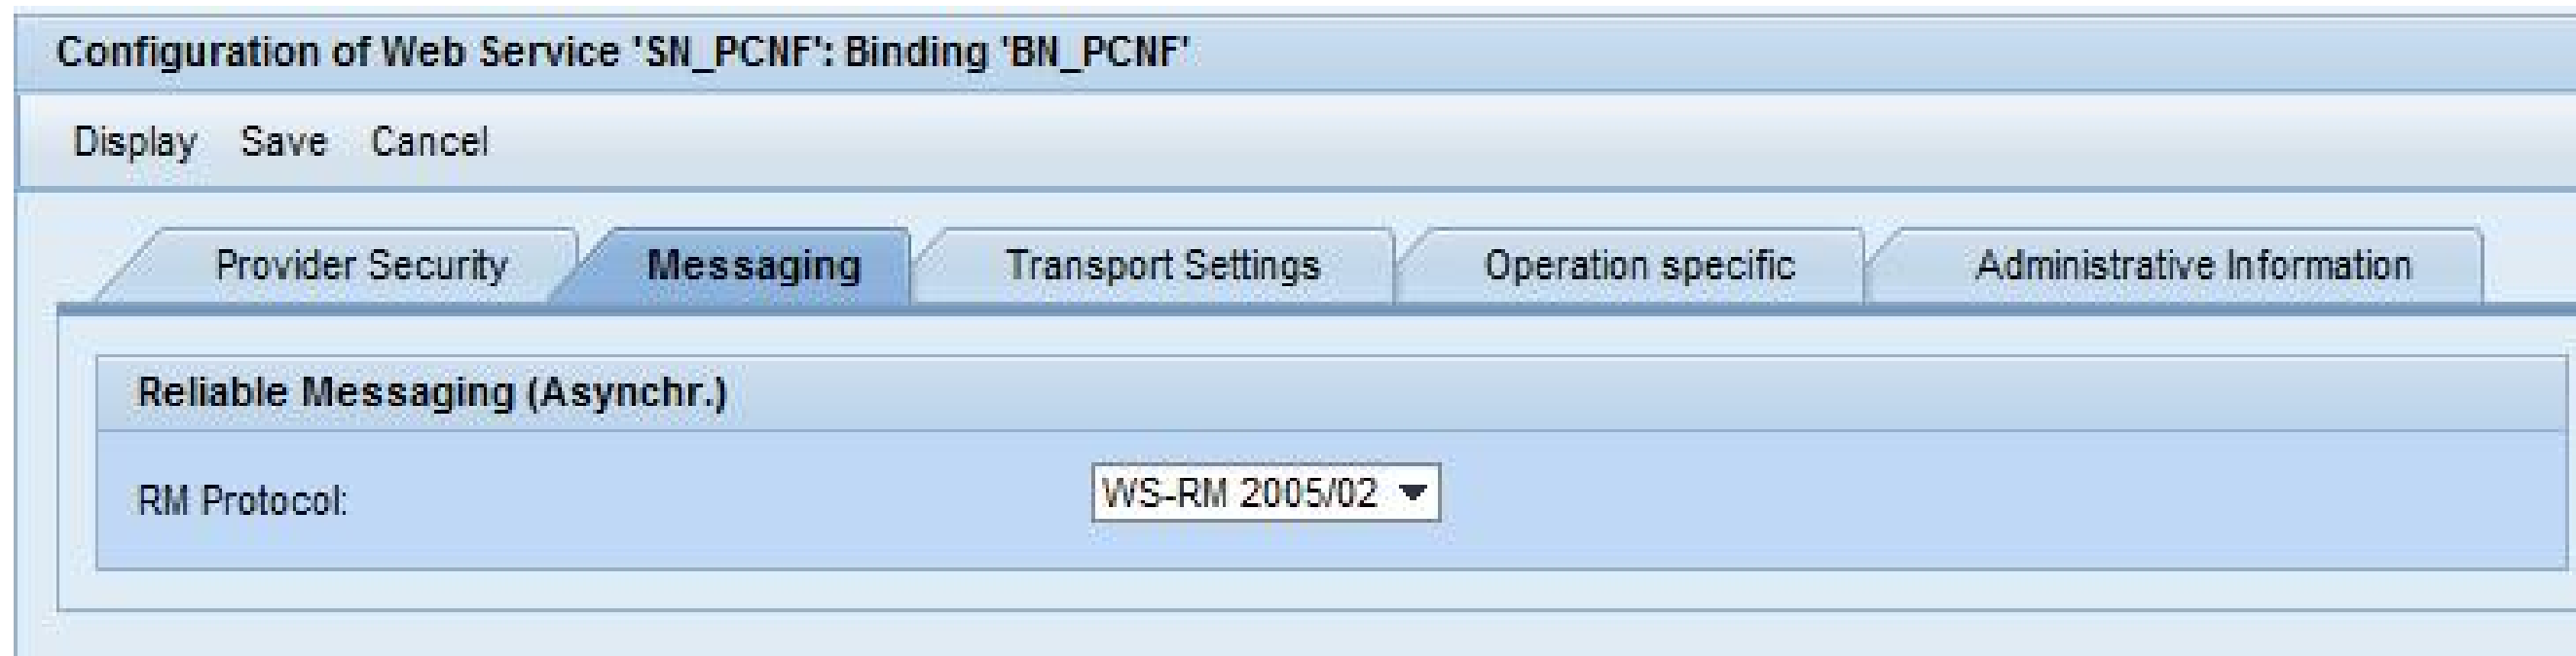 Configuration of Web Service 'SN_PCNF': Binding 'BN_PCNF'
Display Save Cancel
Provider Security Messaging Transport Settings Operation specific Administrative Information
Reliable Messaging (Asynchr.)
RM Protocol: WS-RM 2005/02